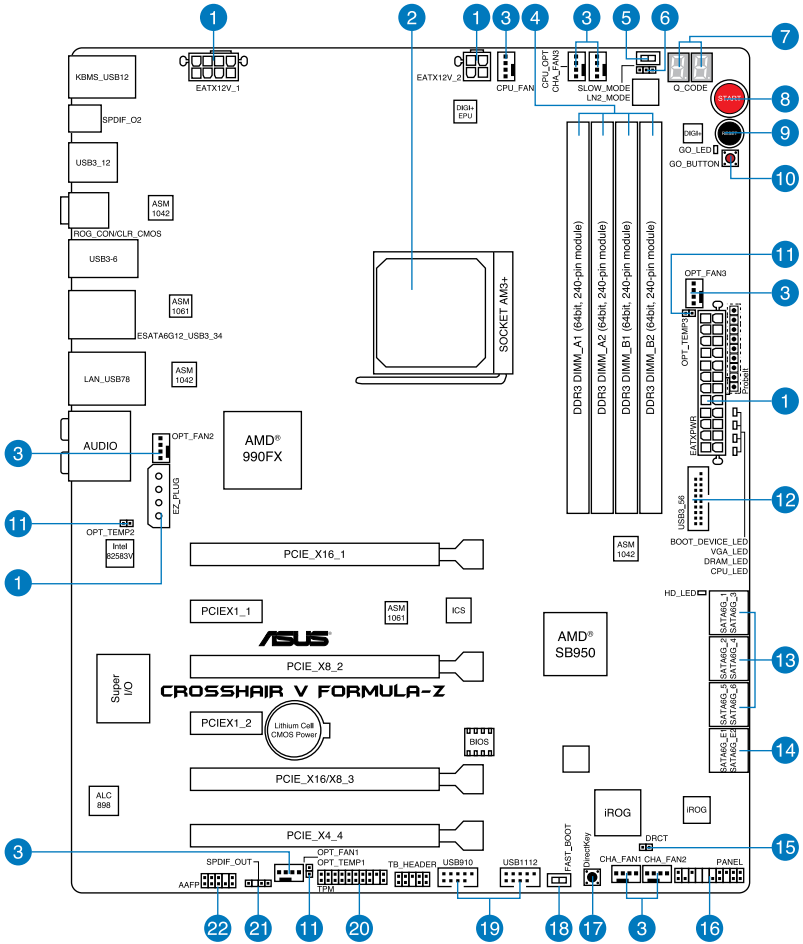 1
2
1
3
4
3
5
6
7
KBMS_USB12
EATX12V_1
EATX12V_2
CPU_FAN
CPU_OPT
CHA_FAN3
SLOW_MODE
LN2_MODE
Q_CODE
START
8
SPDIF_O2
DIGI+
EPU
DIGI+
RESET
9
GO_LED
GO_BUTTON
10
USB3_12
ASM
1042
ROG_CON/CLR_CMOS
USB3-6
11
OPT_FAN3
3
SOCKET AM3+
DDR3 DIMM_A1 (64bit, 240-pin module)
DDR3 DIMM_A2 (64bit, 240-pin module)
DDR3 DIMM_B1 (64bit, 240-pin module)
DDR3 DIMM_B2 (64bit, 240-pin module)
ASM
1061
ESATA6G12_USB3_34
OPT_TEMP3
ProbeIt
LAN_USB78
ASM
1042
1
EATXPWR
AUDIO
OPT_FAN2
3
AMD®
990FX
EZ_PLUG
USB3_56
12
11
OPT_TEMP2
Intel
82583V
1
ASM
1042
BOOT_DEVICE_LED
VGA_LED
DRAM_LED
CPU_LED
PCIE_X16_1
HD_LED
SATA6G_1
SATA6G_3
PCIEX1_1
ASM
1061
ICS
ASUS
AMD®
SB950
SATA6G_2
SATA6G_4
13
PCIE_X8_2
Super
I/O
CROSSHAIR V FORMULA-Z
SATA6G_5
SATA6G_6
PCIEX1_2
Lithium Cell
CMOS Power
BIOS
SATA6G_E1
SATA6G_E2
14
PCIE_X16/X8_3
ALC
898
iROG
iROG
PCIE_X4_4
DRCT
15
3
OPT_FAN1
OPT_TEMP1
SPDIF_OUT
AAFP
TPM
TB_HEADER
USB910
USB1112
FAST_BOOT
DirectKey
CHA_FAN1
CHA_FAN2
PANEL
22
21
11
20
19
18
17
3
16